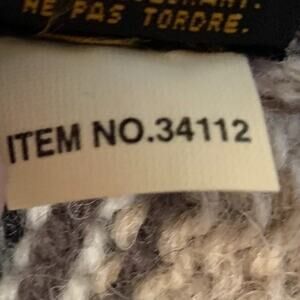 NE PAS TORDRE.
ITEM NO.34112